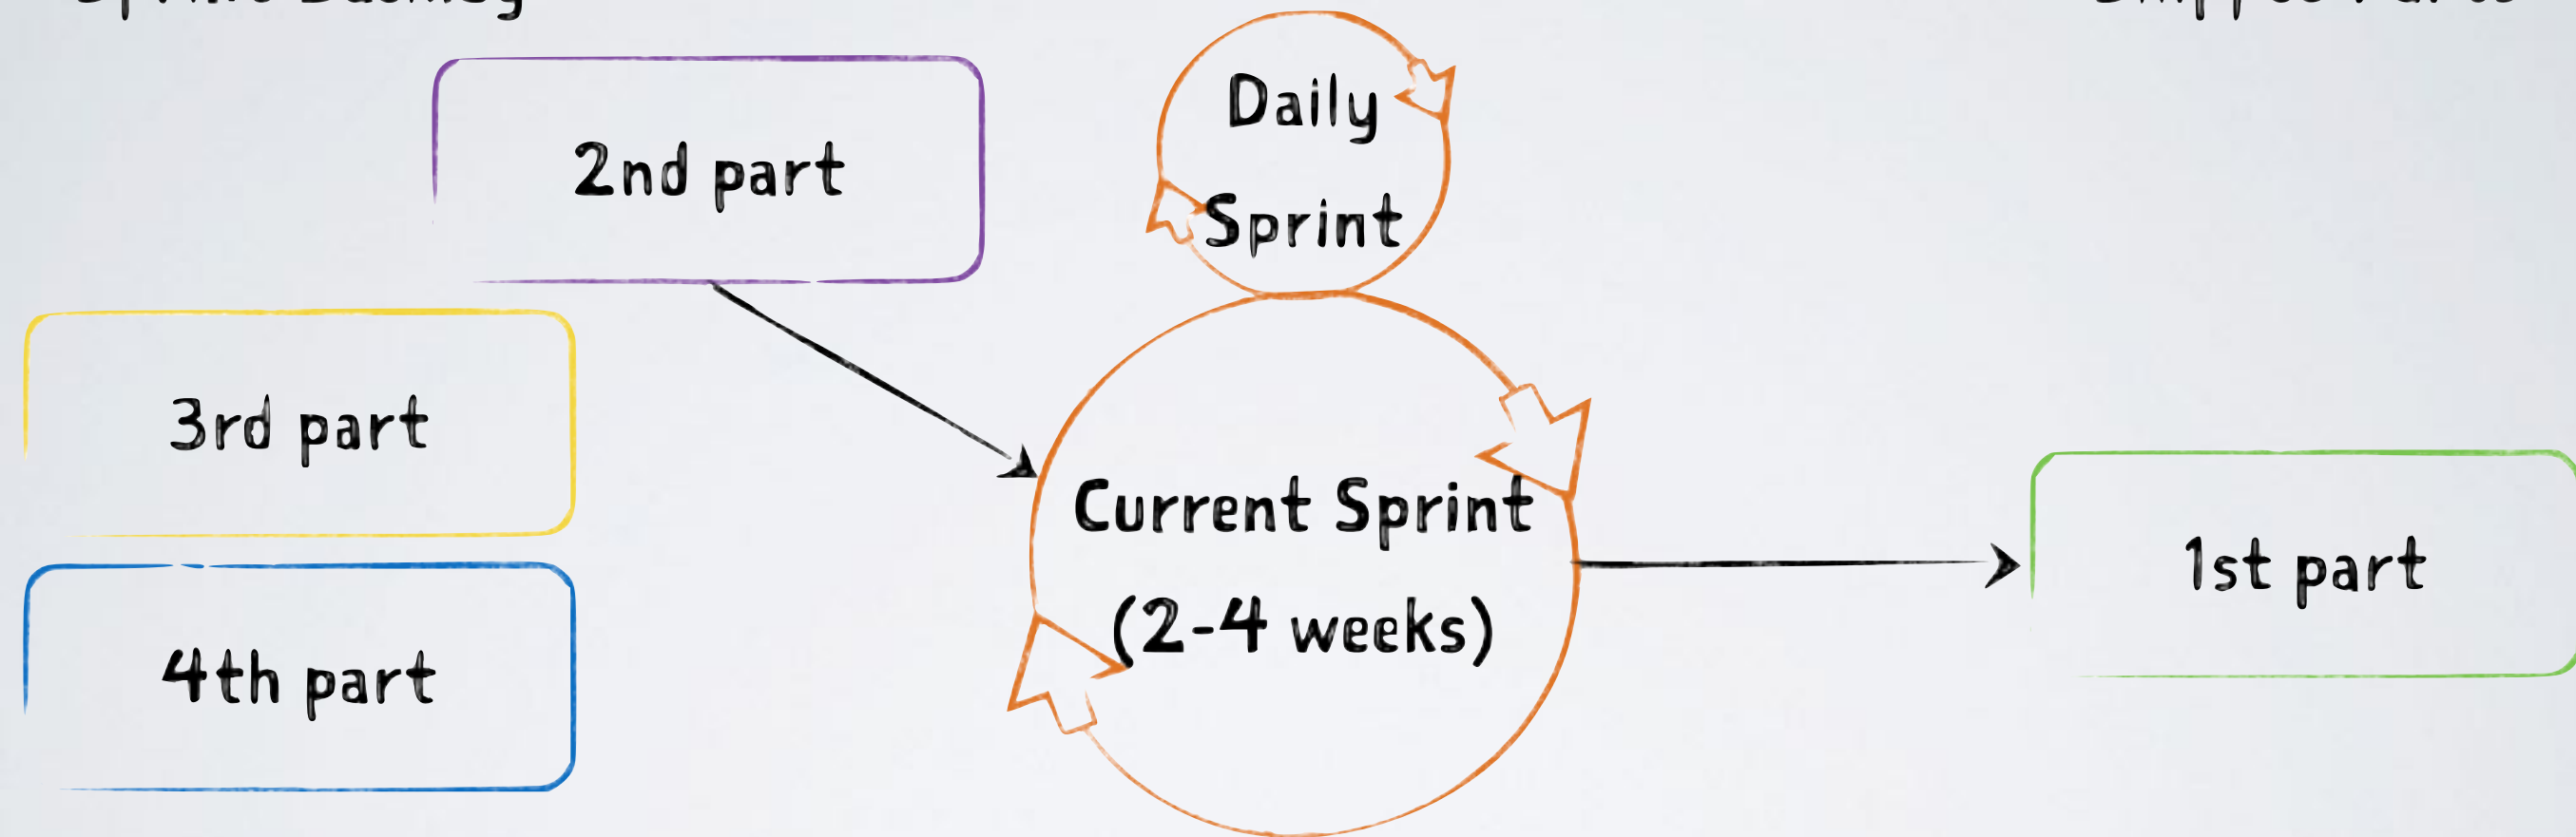 2nd part
3rd part
4th part
Daily
Sprint
Current Sprint
(2-4 weeks)
1st part